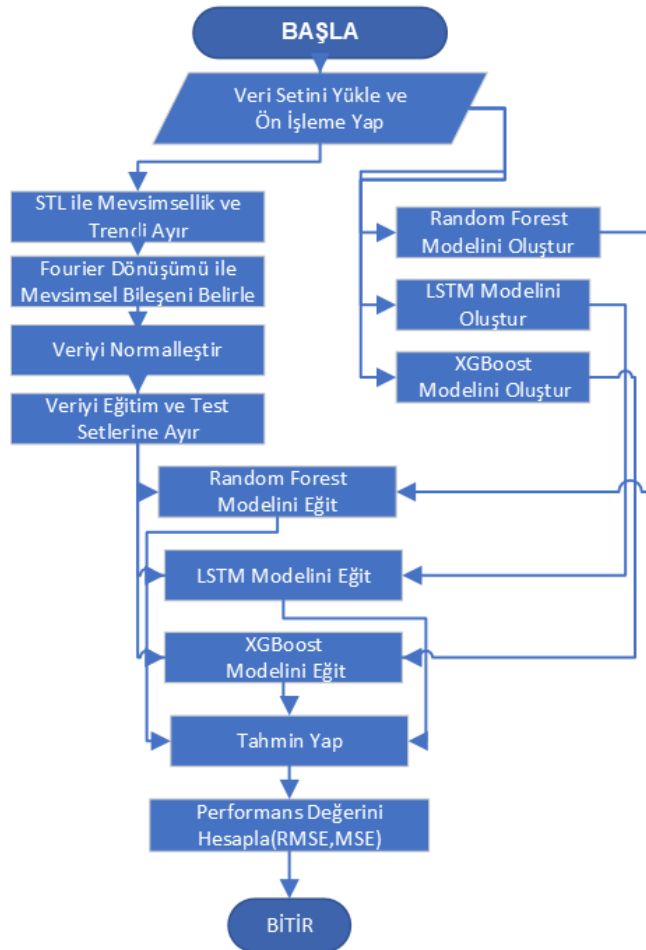 BAŞLA
Veri Setini Yükle ve
Ön İşleme Yap
STL ile Mevsimsellik ve
Trendi Ayır
Fourier Dönüşümü ile
Mevsimsel Bileşeni Belirle
Veriyi Normalleştir
Veriyi Eğitim ve Test
Setlerine Ayır
Random Forest
Modelini Oluştur
LSTM Modelini
Oluştur
XGBoost
Modelini Oluştur
Random Forest
Modelini Eğit
LSTM Modelini Eğit
XGBoost
Modelini Eğit
Tahmin Yap
Performans Değerini
Hesapla(RMSE,MSE)
BİTİR